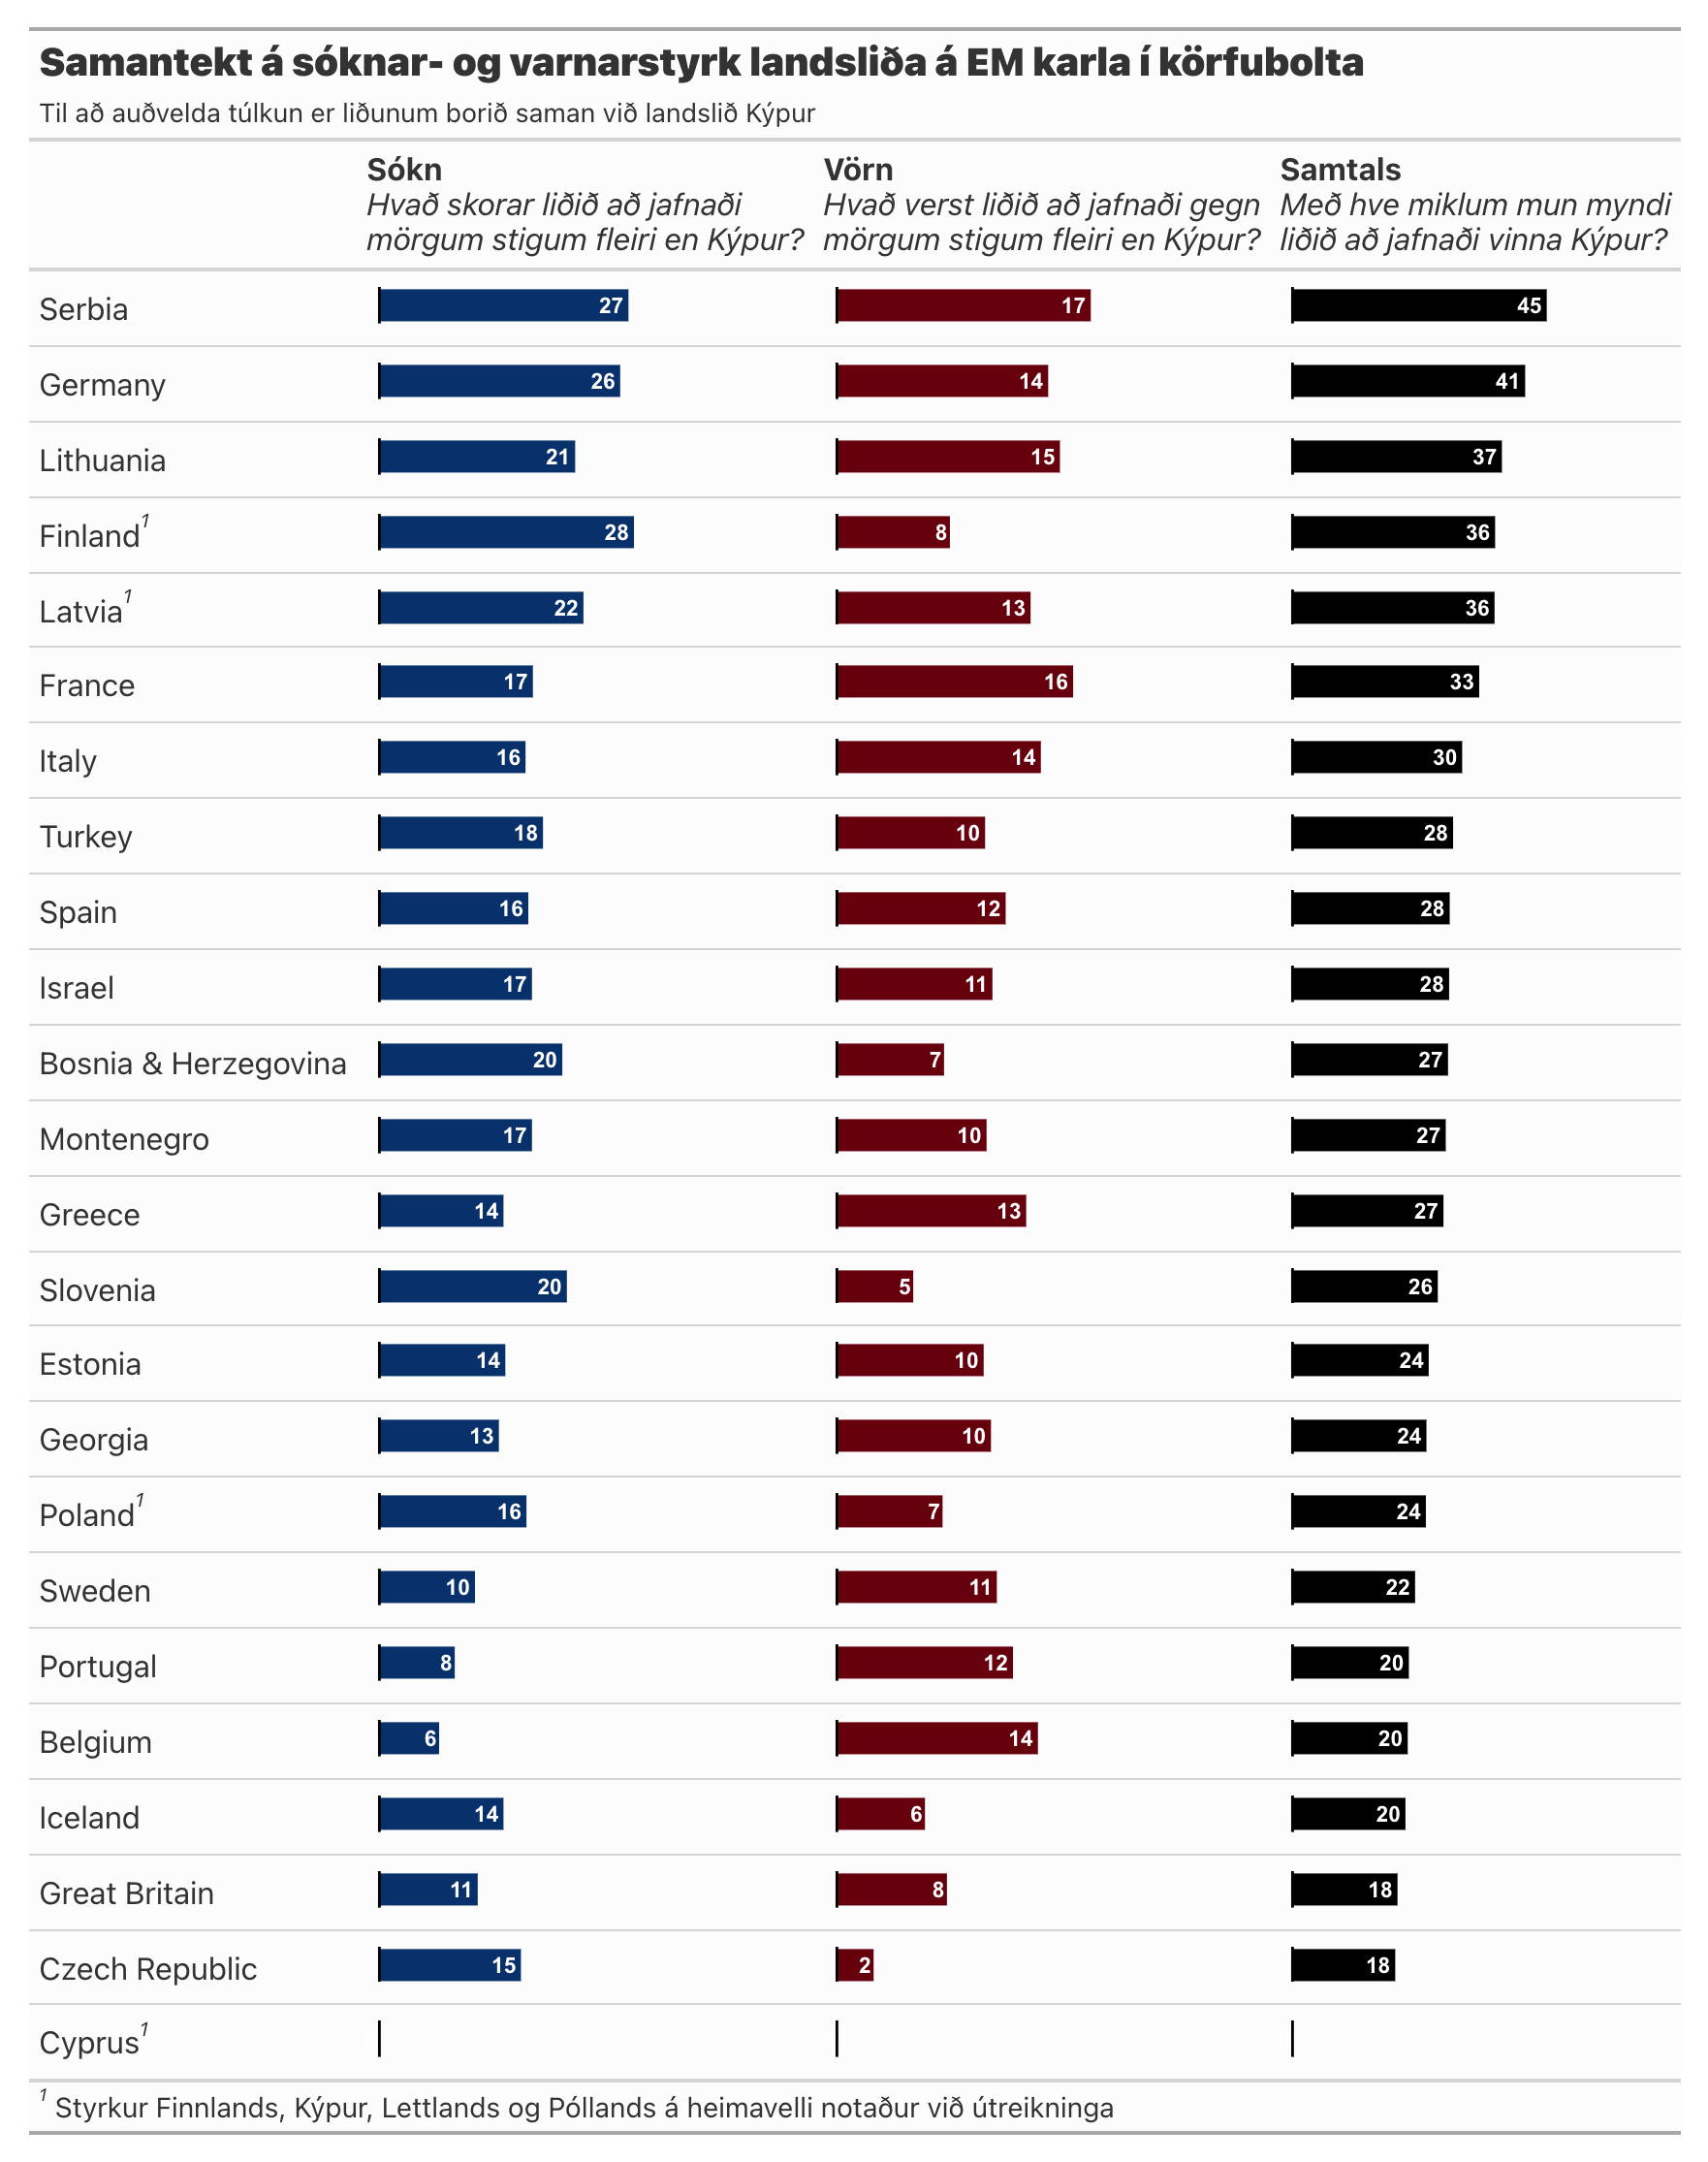 Samantekt á sóknar- og varnarstyrk landsliða á EM karla í körfubolta
Til að auðvelda túlkun er liðunum borið saman við landslið Kýpur
Sókn Vörn Samtals
Hvað skorar liðið að jafnaði Hvað verst liðið að jafnaði gegn Með hve miklum mun myndi
mörgum stigum fleiri en Kýpur? mörgum stigum fleiri en Kýpur? liðið að jafnaði vinna Kýpur?
Serbia 27 17 45
Germany 26 14 41
Lithuania 21 15 37
Finland1 28 8 36
Latvia1 22 13 36
France 17 16 33
Italy 16 14 30
Turkey 18 10 28
Spain 16 12 28
Israel 17 11 28
Bosnia & Herzegovina 20 7 27
Montenegro 17 10 27
Greece 14 13 27
Slovenia 20 5 26
Estonia 14 10 24
Georgia 13 10 24
Poland1 16 7 24
Sweden 10 11 22
Portugal 8 12 20
Belgium 6 14 20
Iceland 14 6 20
Great Britain 11 8 18
Czech Republic 15 2 18
Cyprus1
1 Styrkur Finnlands, Kýpur, Lettlands og Póllands á heimavelli notaður við útreikninga